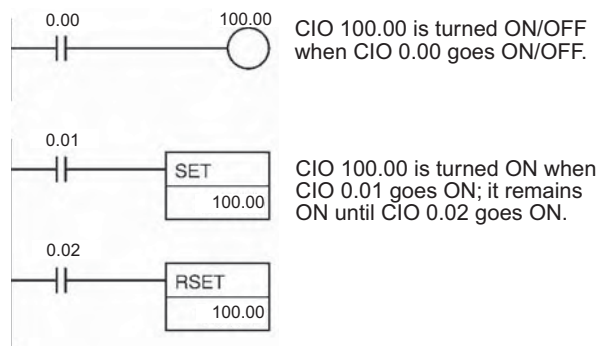 0.00
100.00
CIO 100.00 is turned ON/OFF
when CIO 0.00 goes ON/OFF.
0.01
SET
100.00
CIO 100.00 is turned ON when
CIO 0.01 goes ON; it remains
ON until CIO 0.02 goes ON.
0.02
RSET
100.00